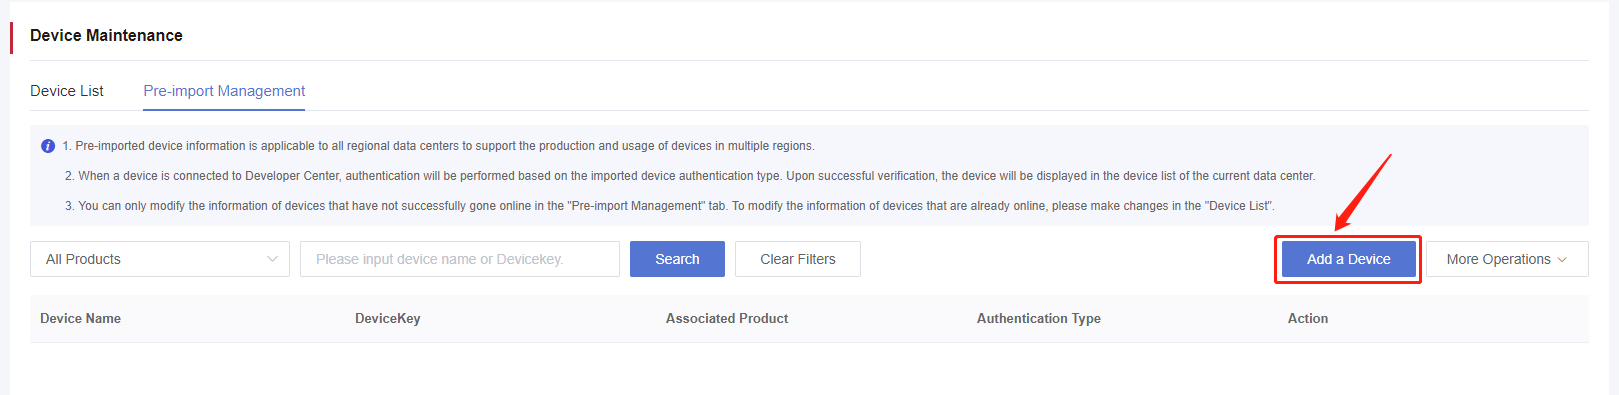 Device Maintenance
Device List
Pre-import Management
1. Pre-imported device information is applicable to all regional data centers to support the production and usage of devices in multiple regions.
2. When a device is connected to Developer Center, authentication will be performed based on the imported device authentication type. Upon successful verification, the device will be displayed in the device list of the current data center.
3. You can only modify the information of devices that have not successfully gone online in the "Pre-import Management" tab. To modify the information of devices that are already online, please make changes in the "Device List".
All Products
Please input device name or Devicekey.
Search
Clear Filters
Add a Device
More Operations
Device Name
DeviceKey
Associated Product
Authentication Type
Action